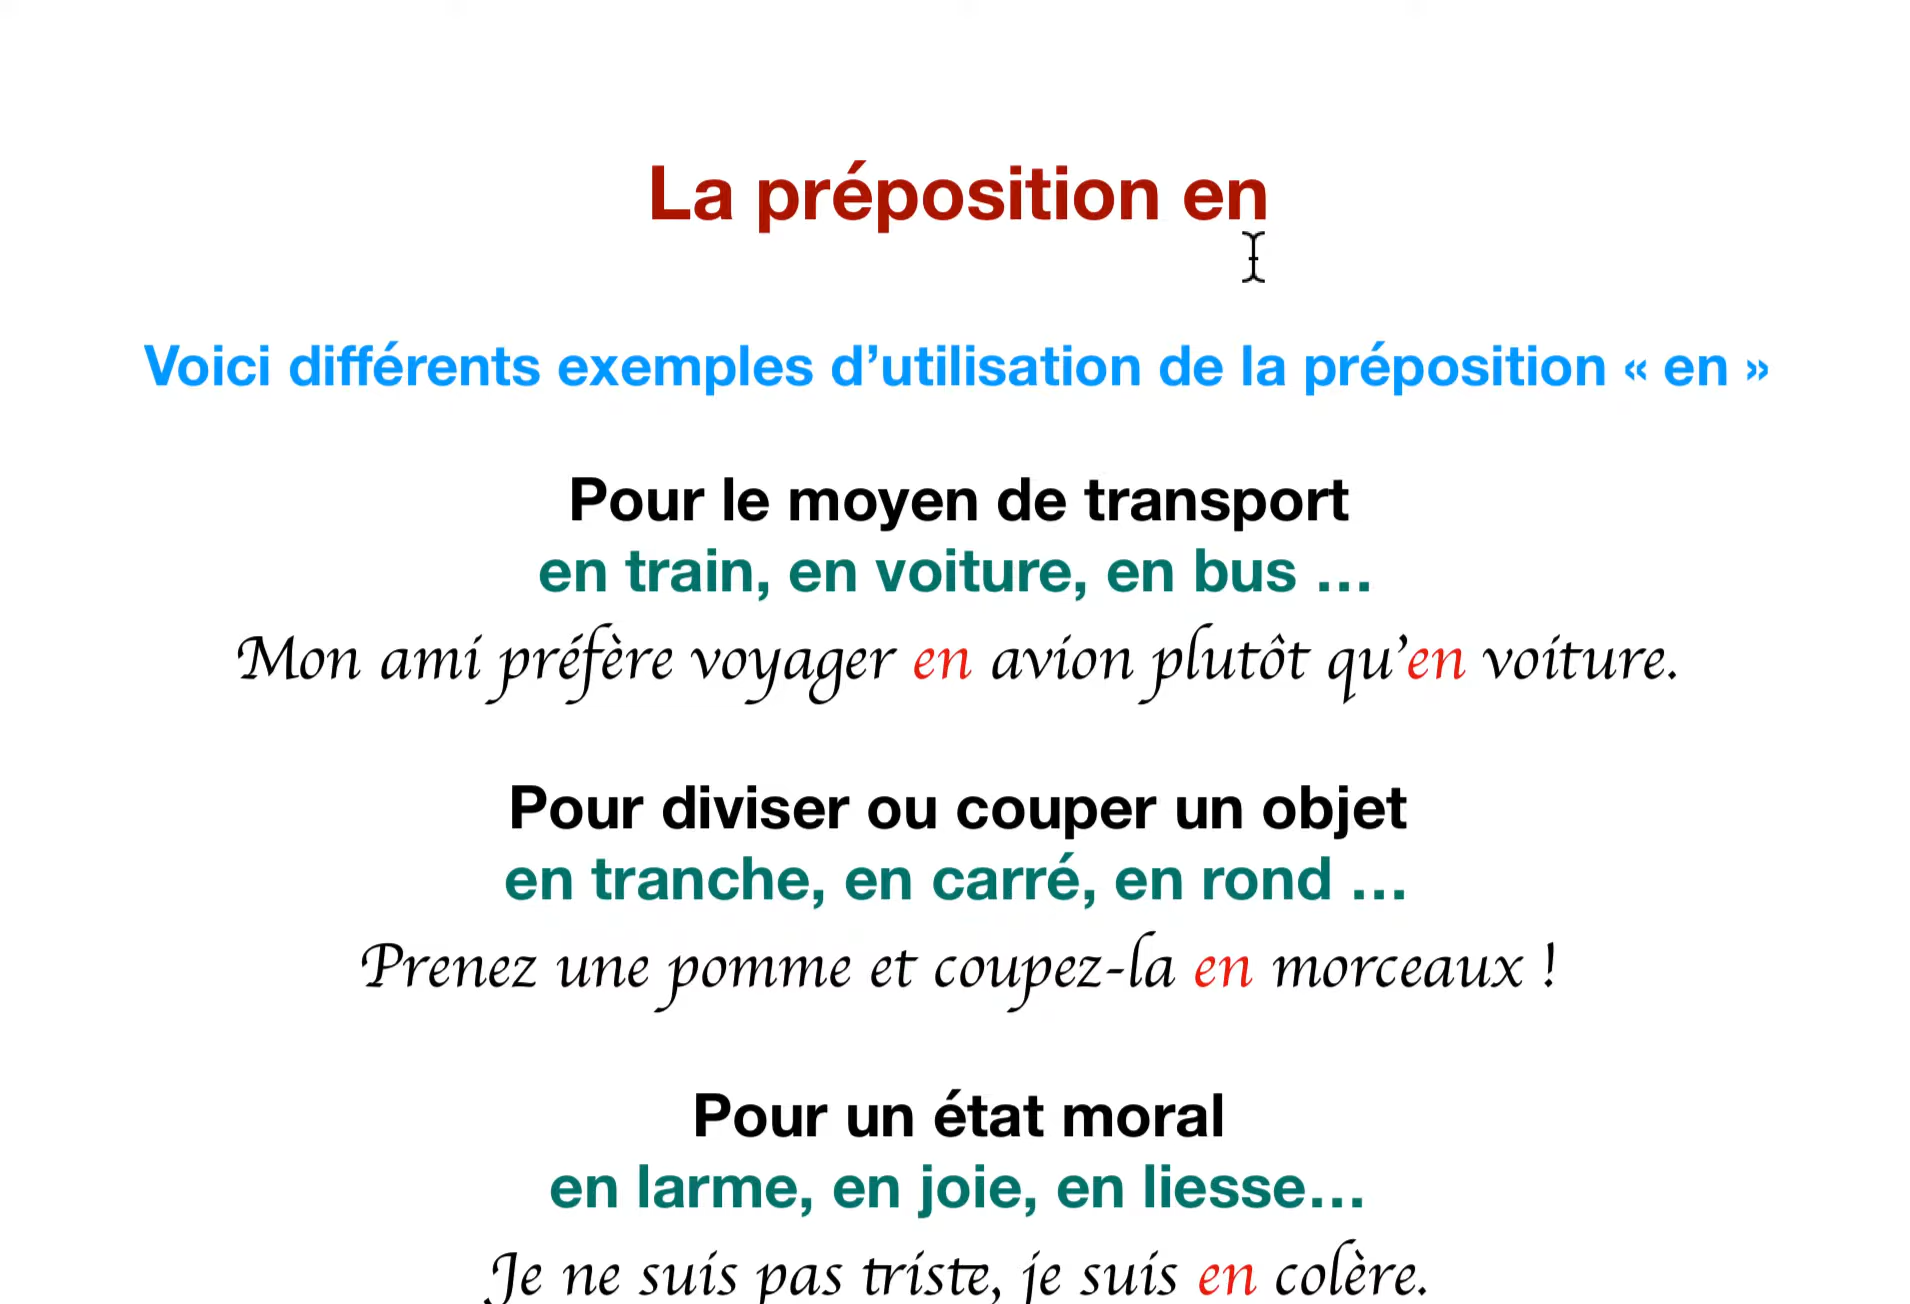 La préposition en
Voici différents exemples d’utilisation de la préposition « en »
Pour le moyen de transport
en train, en voiture, en bus …
Mon ami préfère voyager en avion plutôt qu’en voiture.
Pour diviser ou couper un objet
en tranche, en carré, en rond …
Prenez une pomme et coupez-la en morceaux !
Pour un état moral
en larme, en joie, en liesse…
Je ne suis pas triste, je suis en colère.